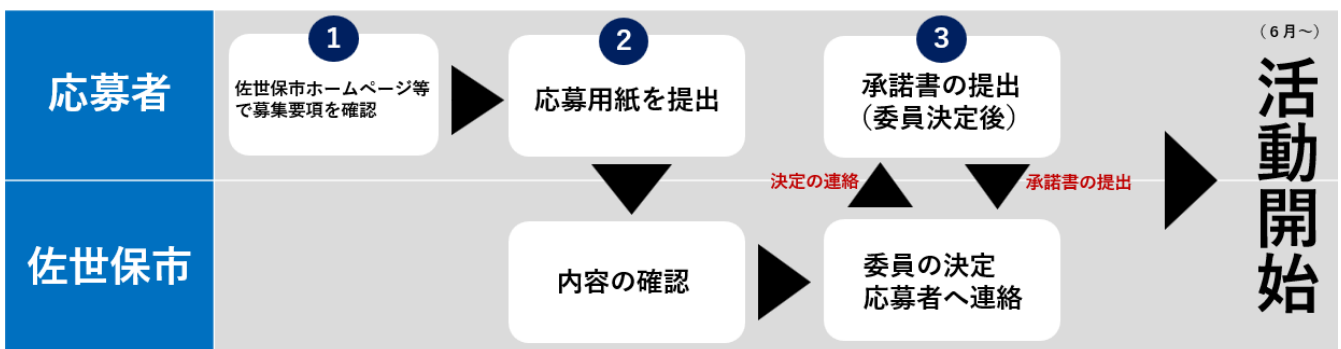 応募者
1
佐世保市ホームページ等
で募集要項を確認
2
応募用紙を提出
3
承諾書の提出
（委員決定後）
決定の連絡
承諾書の提出
佐世保市
内容の確認
委員の決定
応募者へ連絡
（6月～）
活動開始